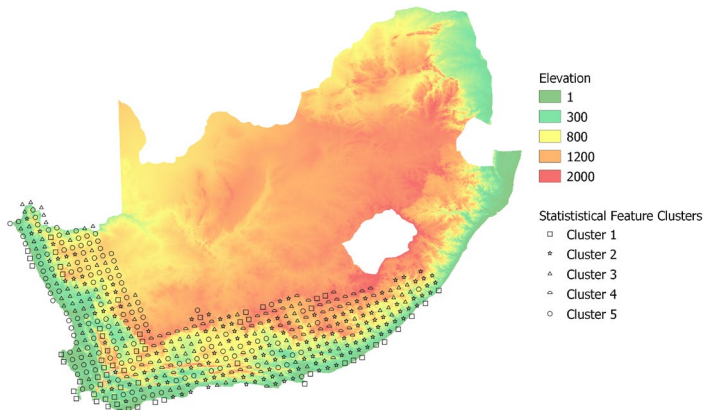 Elevation
1
300
800
1200
2000
Statististical Feature Clusters
Cluster 1
Cluster 2
Cluster 3
Cluster 4
Cluster 5